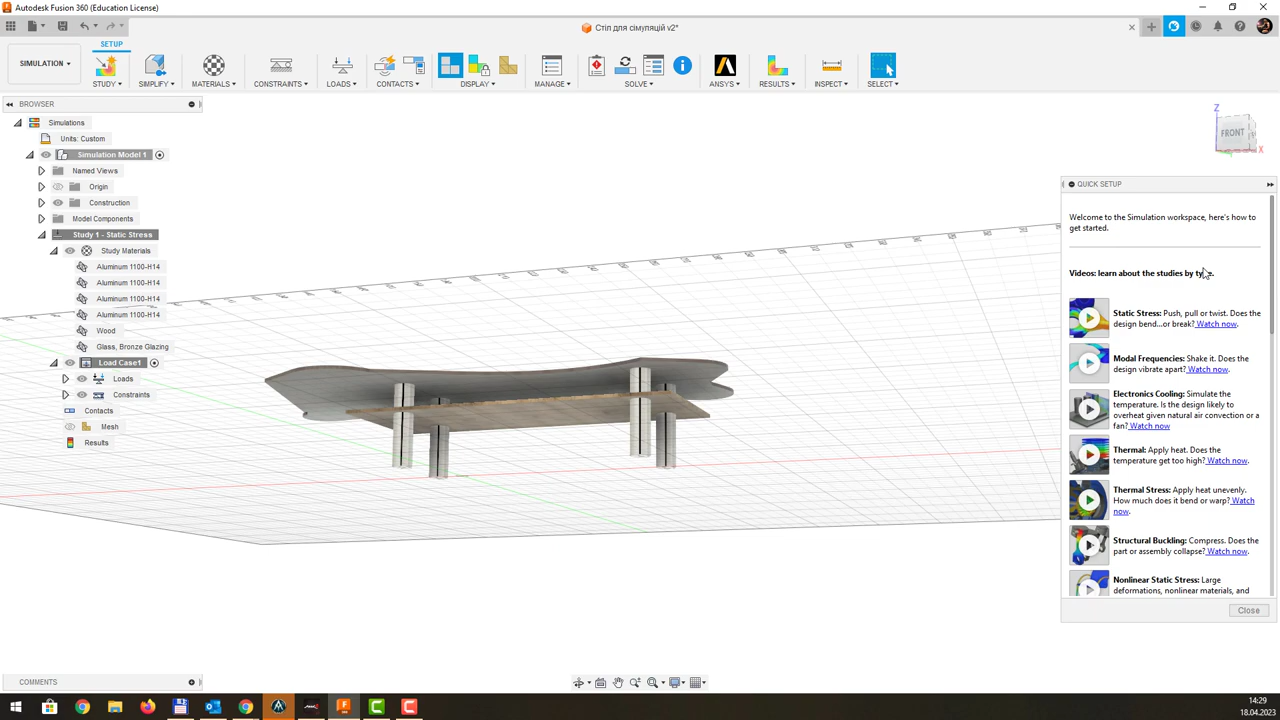 Autodesk Fusion 360 (Education License)
Стіл для сімуляцій v2*
SETUP
SIMULATION
STUDY
SIMPLIFY
MATERIALS
CONSTRAINTS
LOADS
CONTACTS
DISPLAY
MANAGE
SOLVE
ANSYS
RESULTS
INSPECT
SELECT
BROWSER
Simulations
Units: Custom
Simulation Model 1
Named Views
Origin
Construction
Model Components
Study 1 - Static Stress
Study Materials
Aluminum 1100-H14
Aluminum 1100-H14
Aluminum 1100-H14
Aluminum 1100-H14
Wood
Glass, Bronze Glazing
Load Case1
Loads
Constraints
Contacts
Mesh
Results
Z
FRONT
X
QUICK SETUP
Welcome to the Simulation workspace, here's how to
get started.
Videos: learn about the studies by type.
Static Stress: Push, pull or twist. Does the
design bend...or break? Watch now.
Modal Frequencies: Shake it. Does the
design vibrate apart? Watch now.
Electronics Cooling: Simulate the
temperature. Is the design likely to
overheat given natural air convection or a
fan? Watch now
Thermal: Apply heat. Does the
temperature get too high? Watch now.
Thermal Stress: Apply heat unevenly.
How much does it bend or warp? Watch
now.
Structural Buckling: Compress. Does the
part or assembly collapse? Watch now.
Nonlinear Static Stress: Large
deformations, nonlinear materials, and
Close
COMMENTS
14:29
18.04.2023